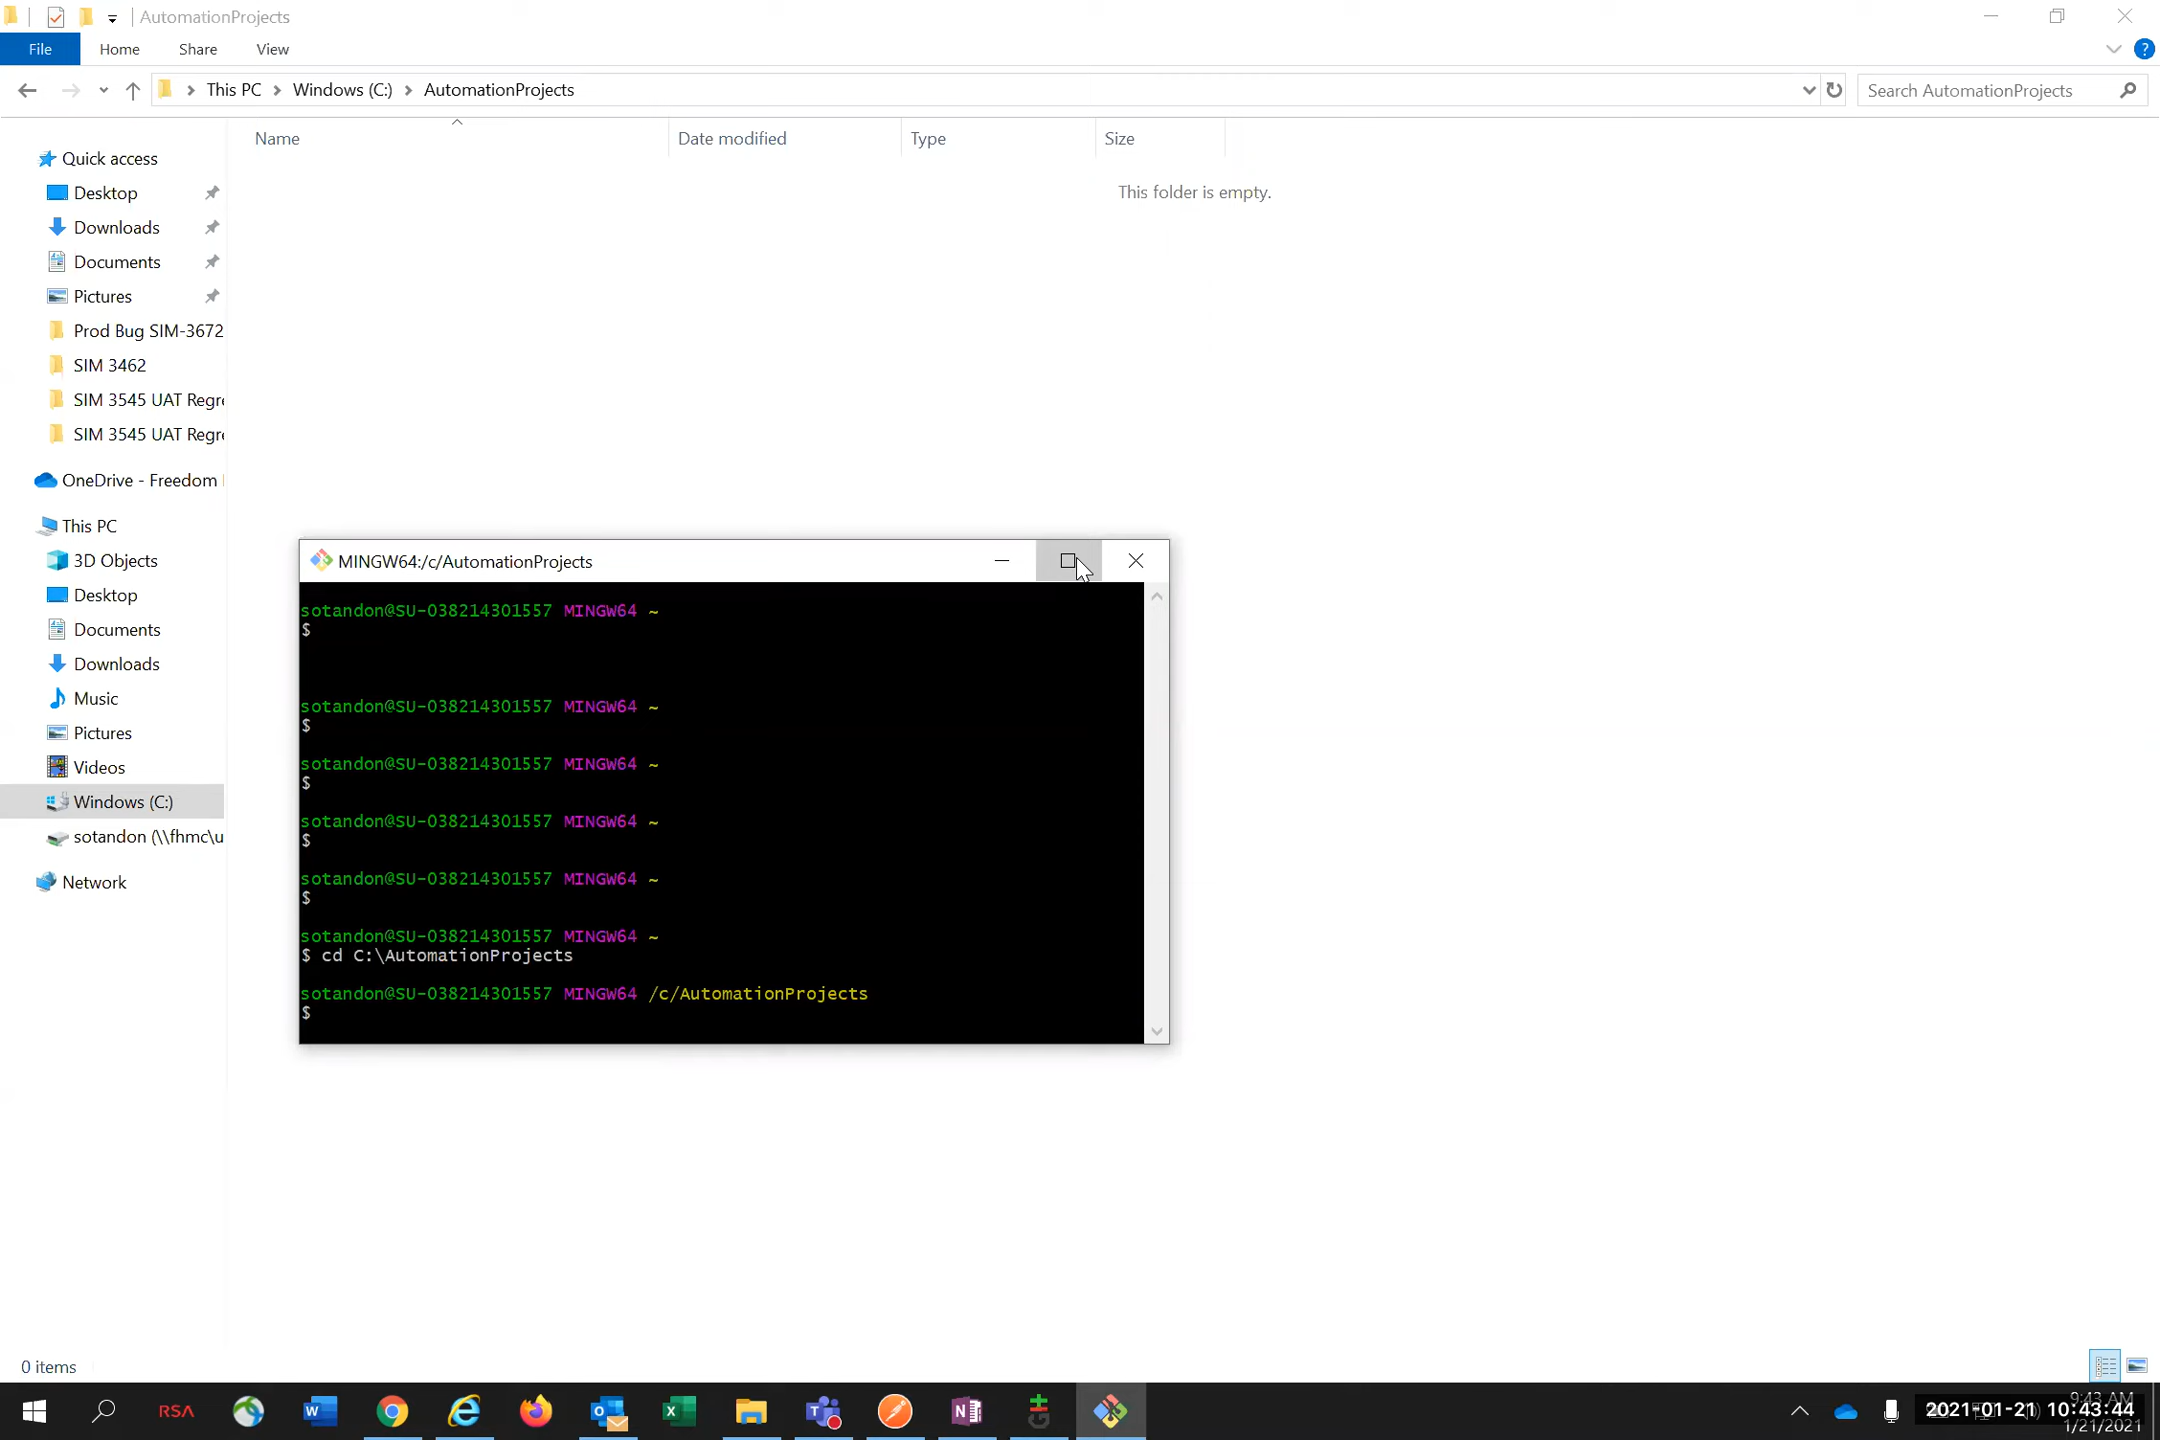 AutomationProjects
File Home Share View
This PC Windows (C:) AutomationProjects
Search AutomationProjects
Name Date modified Type Size
This folder is empty.
Quick access
Desktop
Downloads
Documents
Pictures
Prod Bug SIM-3672
SIM 3462
SIM 3545 UAT Regre
SIM 3545 UAT Regre
OneDrive - Freedom
This PC
3D Objects
Desktop
Documents
Downloads
Music
Pictures
Videos
Windows (C:)
sotandon (\\fhmc\u
Network
MINGW64:/c/AutomationProjects
sotandon@SU-038214301557 MINGW64 ~
$
sotandon@SU-038214301557 MINGW64 ~
$
sotandon@SU-038214301557 MINGW64 ~
$
sotandon@SU-038214301557 MINGW64 ~
$
sotandon@SU-038214301557 MINGW64 ~
$
sotandon@SU-038214301557 MINGW64 ~
$ cd C:\AutomationProjects
sotandon@SU-038214301557 MINGW64 /c/AutomationProjects
$
0 items
RSA
9:43 AM
2021-01-21 10:43:44
1/21/2021